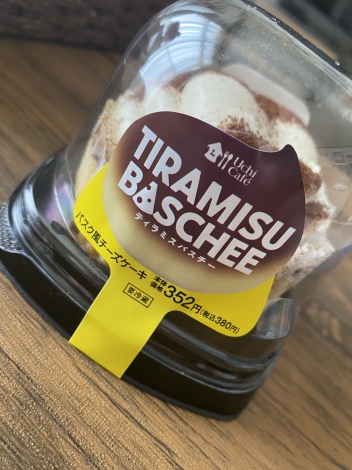 Uchi
Café
TIRAMISU
BASCHEE
ティラミスバスチー
バスク風チーズケーキ
本体
価格 352円(税込380円)
要冷蔵